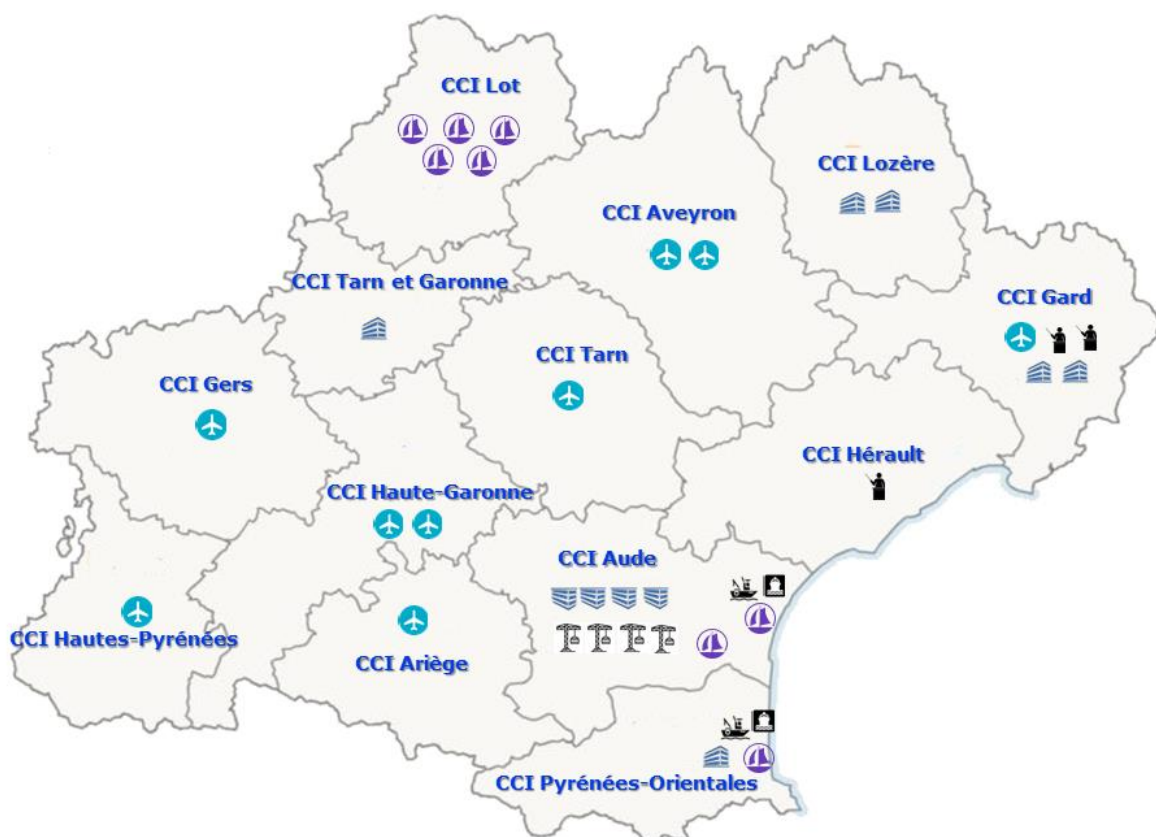 CCI Lot
CCI Lozère
CCI Aveyron
CCI Tarn et Garonne
CCI Gard
CCI Tarn
CCI Gers
CCI Hérault
CCI Haute-Garonne
CCI Aude
CCI Hautes-Pyrénées
CCI Ariège
CCI Pyrénées-Orientales